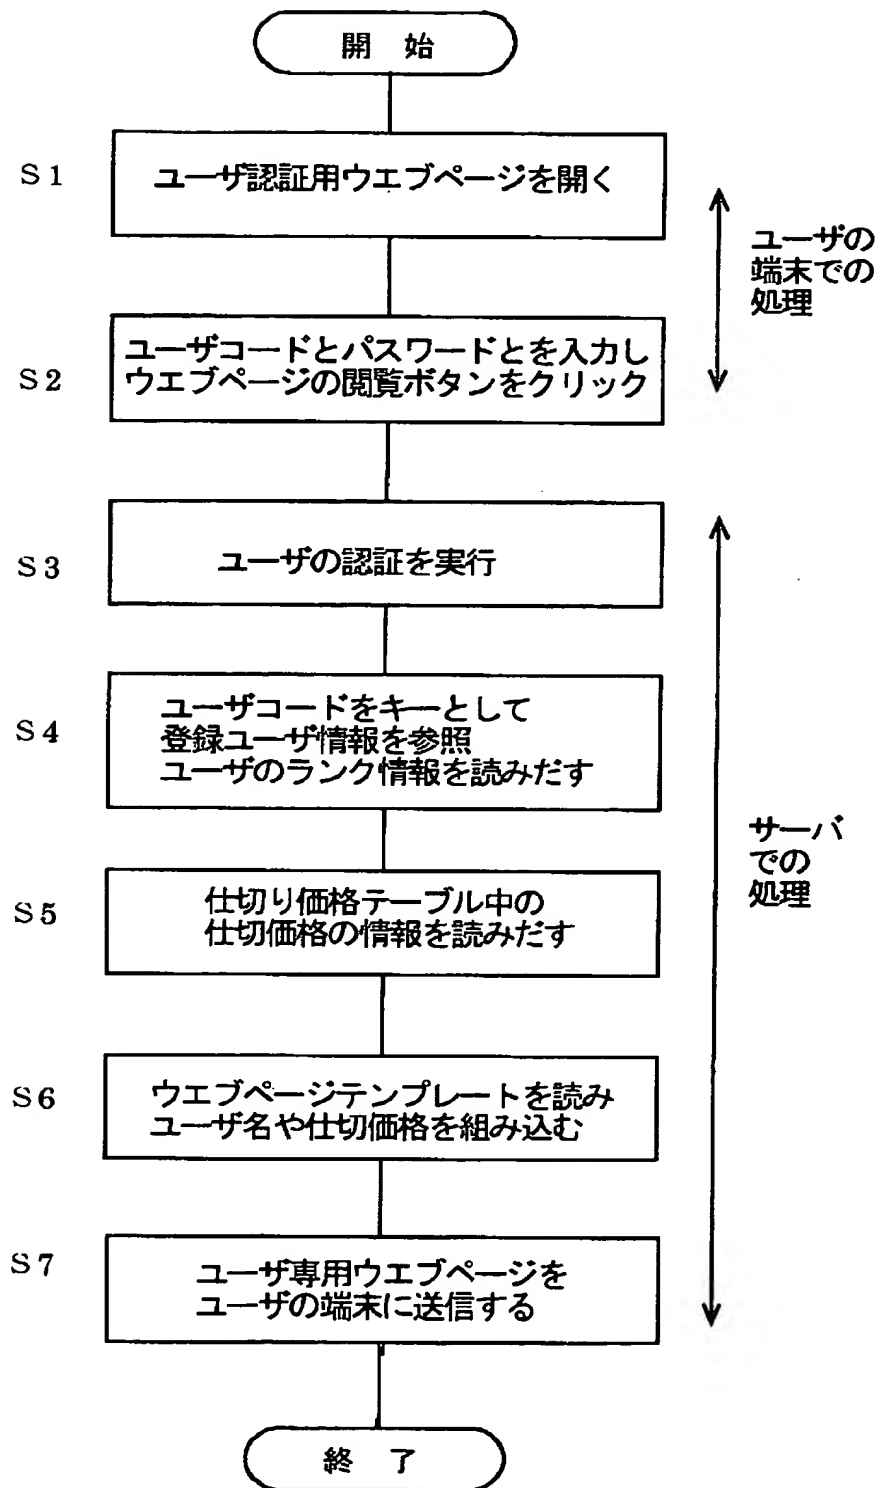 開 始
S1
ユーザ認証用ウエブページを開く
ユーザの
端末での
処理
S2
ユーザコードとパスワードとを入力し
ウエブページの閲覧ボタンをクリック
S3
ユーザの認証を実行
S4
ユーザコードをキーとして
登録ユーザ情報を参照
ユーザのランク情報を読みだす
サーバ
での
処理
S5
仕切り価格テーブル中の
仕切価格の情報を読みだす
S6
ウエブページテンプレートを読み
ユーザ名や仕切価格を組み込む
S7
ユーザ専用ウエブページを
ユーザの端末に送信する
終 了